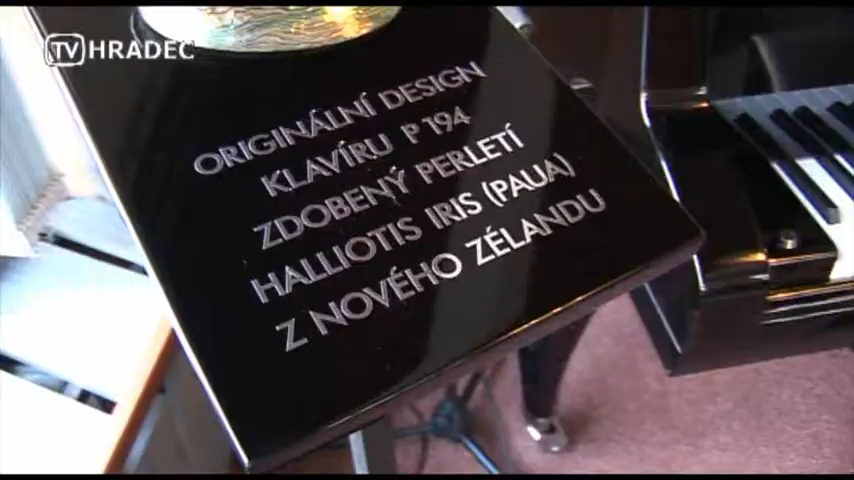 TV HRADEC
ORIGINÁLNÍ DESIGN
KLAVÍRU P 194
ZDOBENÝ PERLETÍ
HALLIOTIS IRIS (PAUA)
Z NOVÉHO ZÉLANDU